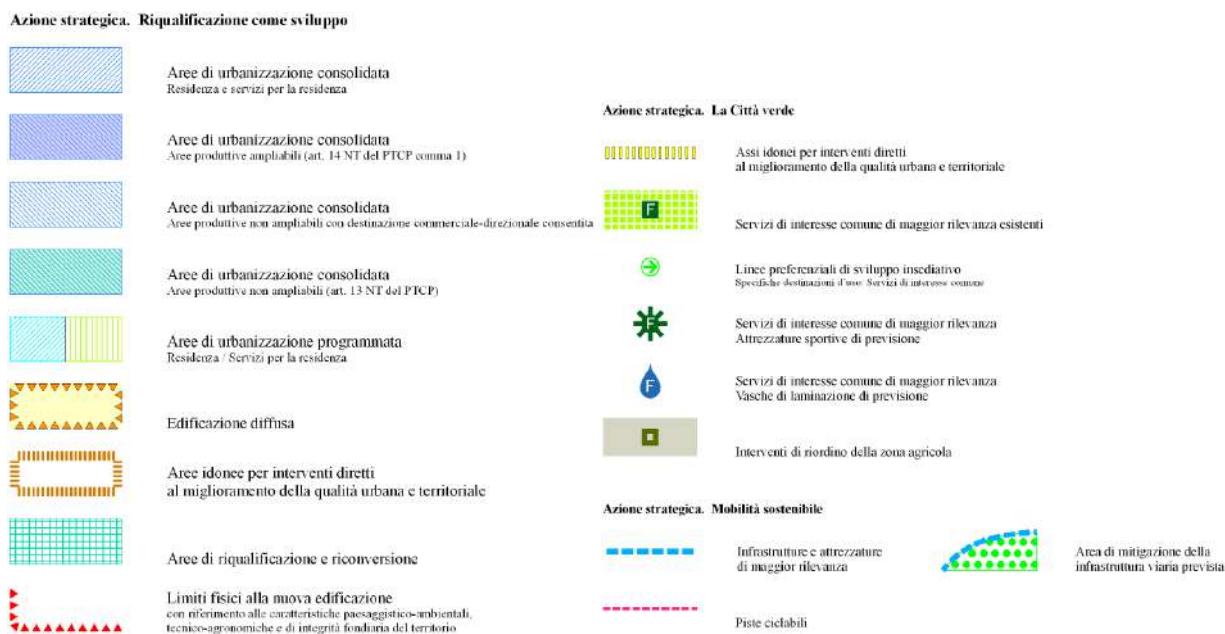 Azione strategica. Riqualificazione come sviluppo
Aree di urbanizzazione consolidata
Residenza e servizi per la residenza
Aree di urbanizzazione consolidata
Aree produttive ampliabili (art. 14 NT del PTCP comma 1)
Aree di urbanizzazione consolidata
Aree produttive non ampliabili con destinazione commerciale-direzionale consentita
Aree di urbanizzazione consolidata
Aree produttive non ampliabili (art. 13 NT del PTCP)
Aree di urbanizzazione programmata
Residenza / Servizi per la residenza
Edificazione diffusa
Aree idonee per interventi diretti
al miglioramento della qualità urbana e territoriale
Aree di riqualificazione e riconversione
Limiti fisici alla nuova edificazione
con riferimento alle caratteristiche paesaggistico-ambientali,
tecnico-agronomiche e di integrità fondiaria del territorio
Azione strategica. La Città verde
Assi idonei per interventi diretti
al miglioramento della qualità urbana e territoriale
F
Servizi di interesse comune di maggior rilevanza esistenti
Linee preferenziali di sviluppo insediativo
Specifiche destinazioni d'uso: Servizi di interesse comune
F
Servizi di interesse comune di maggior rilevanza
Attrezzature sportive di previsione
F
Servizi di interesse comune di maggior rilevanza
Vasche di laminazione di previsione
Interventi di riordino della zona agricola
Azione strategica. Mobilità sostenibile
Infrastrutture e attrezzature
di maggior rilevanza
Area di mitigazione della
infrastruttura viaria prevista
Piste ciclabili